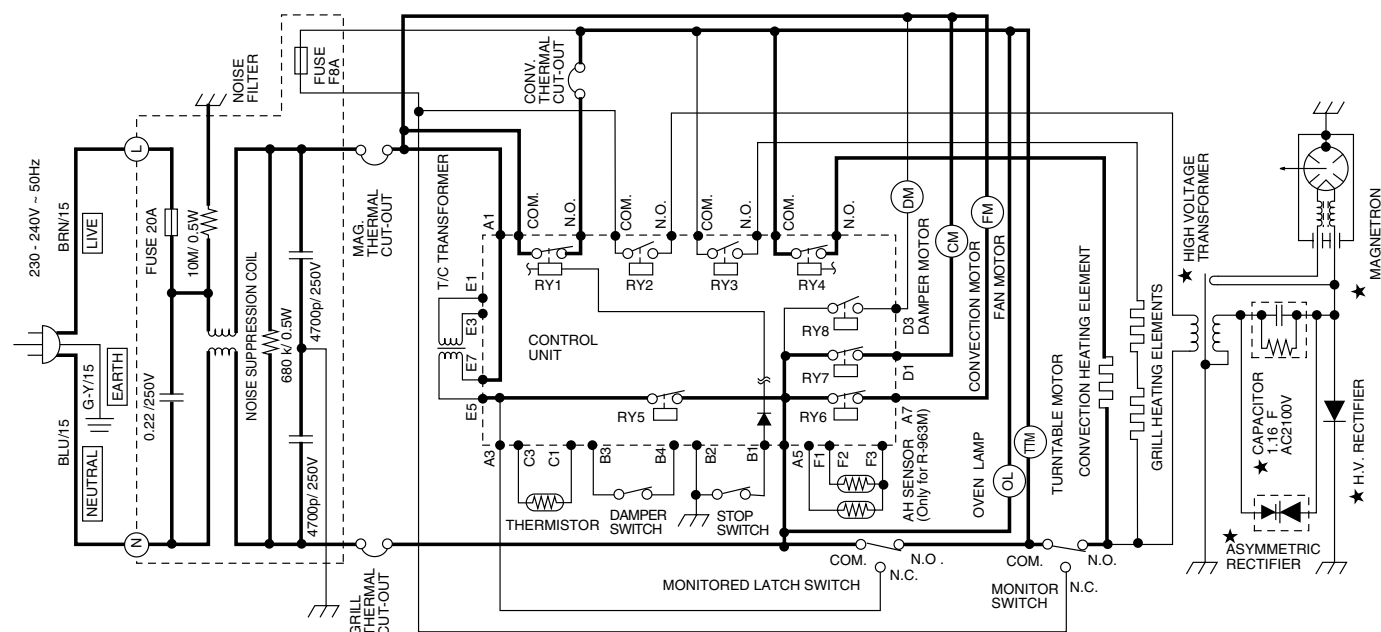 230 - 240V ~ 50Hz
BRN/15
LIVE
G-Y/15
EARTH
BLU/15
NEUTRAL
L
N
NOISE
FILTER
FUSE 20A
10M/ 0.5W
0.22 /250V
NOISE SUPPRESSION COIL
680 k/ 0.5W
4700p/ 250V
4700p/ 250V
FUSE
F8A
MAG.
THERMAL
CUT-OUT
GRILL
THERMAL
CUT-OUT
CONV.
THERMAL
CUT-OUT
T/C TRANSFORMER
A1
COM.
N.O.
COM.
N.O.
COM.
N.O.
COM.
N.O.
RY1
RY2
RY3
RY4
E1
E3
E7
E5
CONTROL
UNIT
RY8
RY7
RY5
RY6
D3
D1
A7
A3
C3
C1
B3
B4
B2
B1
A5
F1
F2
F3
THERMISTOR
DAMPER
SWITCH
STOP
SWITCH
AH SENSOR
(Only for R-963M)
DM
DAMPER MOTOR
CM
CONVECTION MOTOR
FM
FAN MOTOR
OL
OVEN LAMP
TTM
TURNTABLE MOTOR
CONVECTION HEATING ELEMENT
GRILL HEATING ELEMENTS
COM.
N.O .
N.C.
MONITORED LATCH SWITCH
COM.
N.O.
N.C.
MONITOR
SWITCH
★ HIGH VOLTAGE
TRANSFORMER
★ MAGNETRON
★ CAPACITOR
1.16 F
AC2100V
★ H.V. RECTIFIER
★
ASYMMETRIC
RECTIFIER